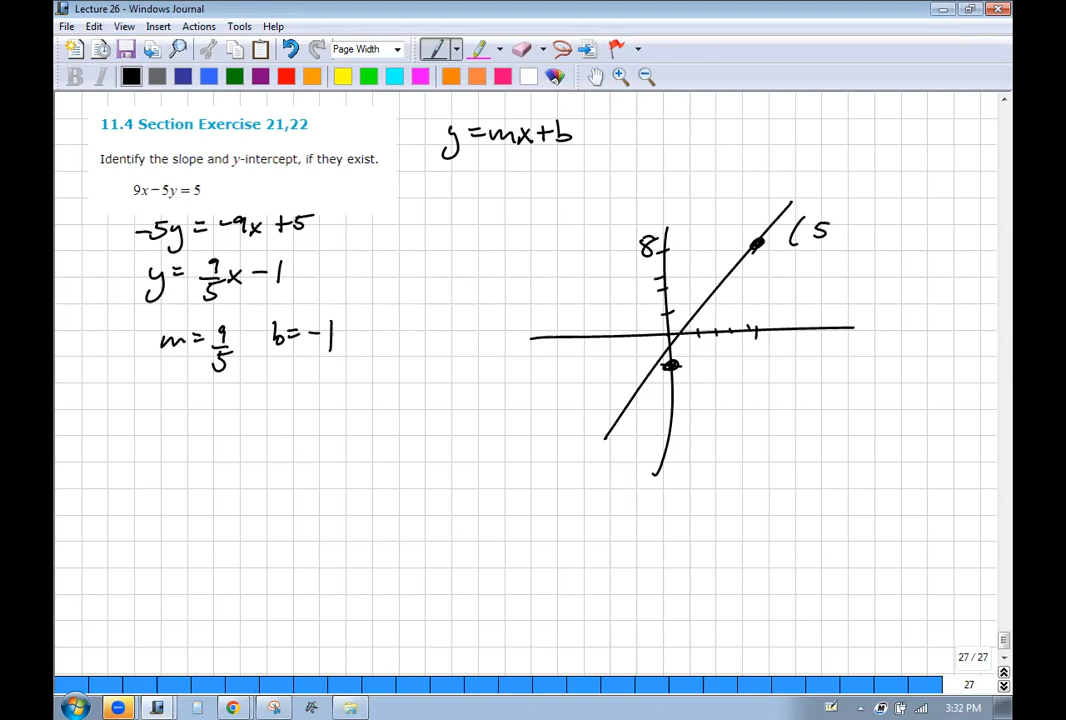 Lecture 26 - Windows Journal
File Edit View Insert Actions Tools Help
Page Width
B I
11.4 Section Exercise 21,22
Identify the slope and y-intercept, if they exist.
9x − 5y = 5
-5y = -9x + 5
y = 9/5 x - 1
m = 9/5 b = -1
y = mx + b
8
( 5
27 / 27
27
3:32 PM